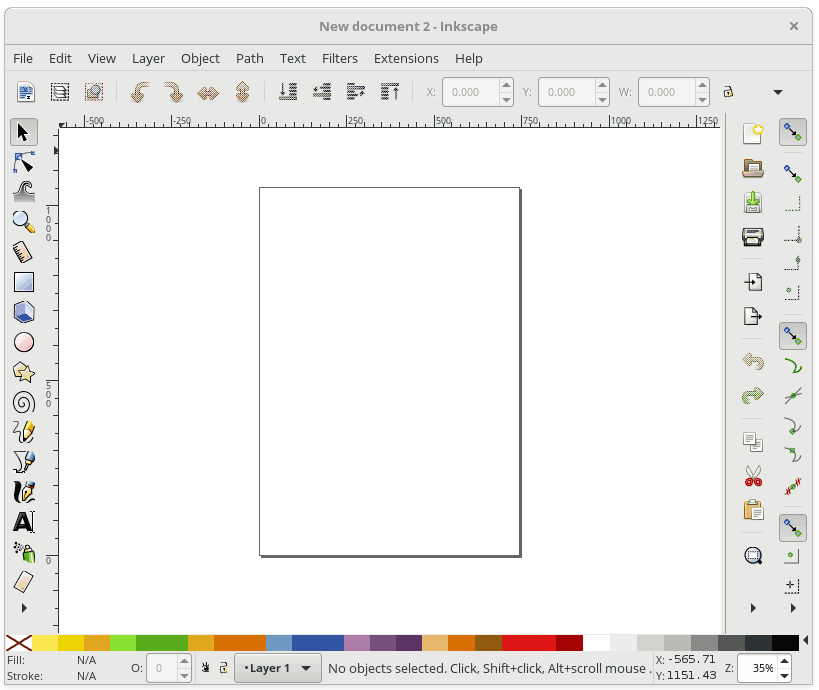 New document 2 - Inkscape
File Edit View Layer Object Path Text Filters Extensions Help
X: 0.000 Y: 0.000 W: 0.000
-500 -250 0 250 500 750 1000 1250
1000
500
0
A
Fill: N/A
Stroke: N/A
O: 0
•Layer 1
No objects selected. Click, Shift+click, Alt+scroll mouse .
X: -565.71
Y: 1151.43
Z: 35%